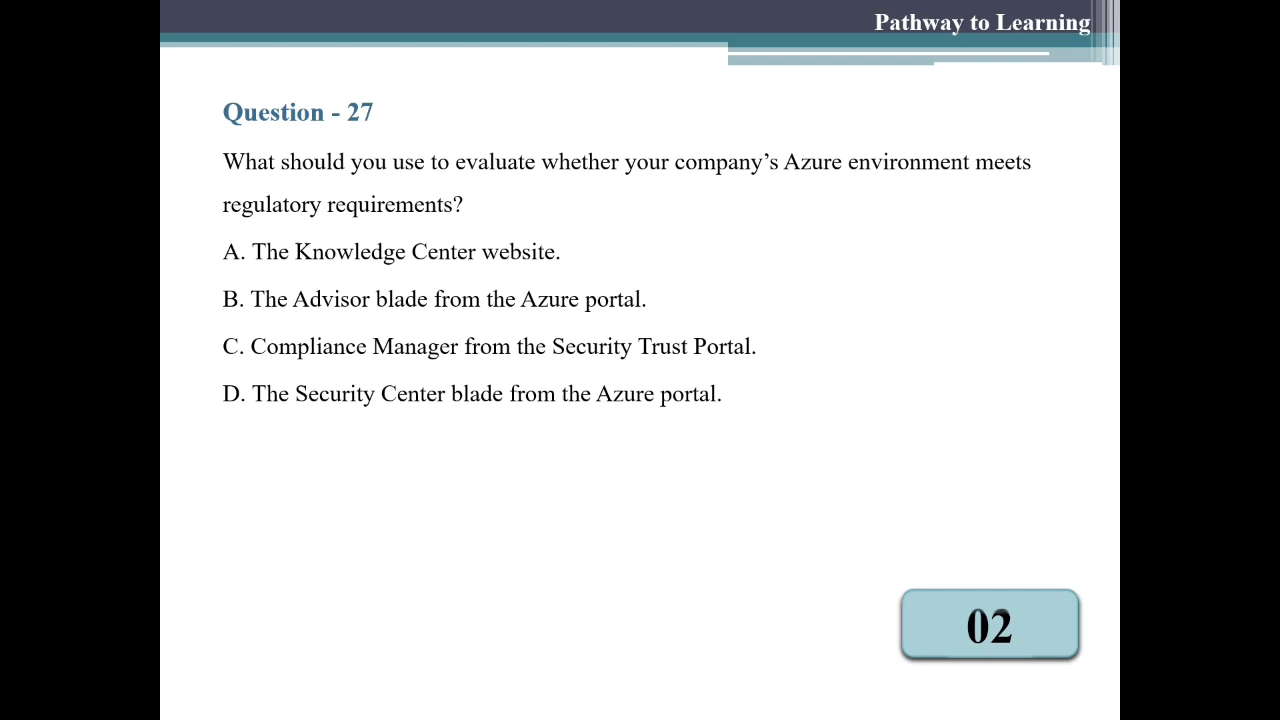 Pathway to Learning
Question - 27
What should you use to evaluate whether your company’s Azure environment meets
regulatory requirements?
A. The Knowledge Center website.
B. The Advisor blade from the Azure portal.
C. Compliance Manager from the Security Trust Portal.
D. The Security Center blade from the Azure portal.
02